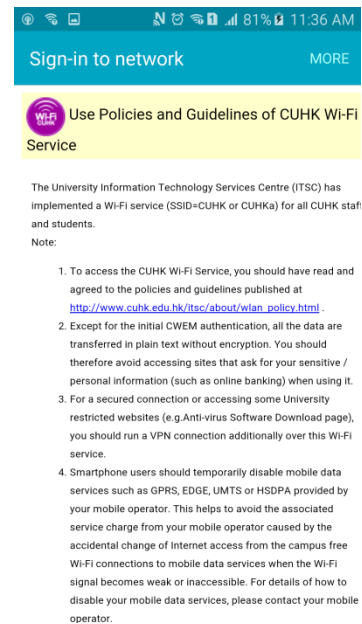 81% 11:36 AM
Sign-in to network MORE
Wi-Fi
CUHK
Use Policies and Guidelines of CUHK Wi-Fi
Service
The University Information Technology Services Centre (ITSC) has
implemented a Wi-Fi service (SSID=CUHK or CUHKa) for all CUHK staff
and students.
Note:
1. To access the CUHK Wi-Fi Service, you should have read and
agreed to the policies and guidelines published at
http://www.cuhk.edu.hk/itsc/about/wlan_policy.html .
2. Except for the initial CWEM authentication, all the data are
transferred in plain text without encryption. You should
therefore avoid accessing sites that ask for your sensitive /
personal information (such as online banking) when using it.
3. For a secured connection or accessing some University
restricted websites (e.g.Anti-virus Software Download page),
you should run a VPN connection additionally over this Wi-Fi
service.
4. Smartphone users should temporarily disable mobile data
services such as GPRS, EDGE, UMTS or HSDPA provided by
your mobile operator. This helps to avoid the associated
service charge from your mobile operator caused by the
accidental change of Internet access from the campus free
Wi-Fi connections to mobile data services when the Wi-Fi
signal becomes weak or inaccessible. For details of how to
disable your mobile data services, please contact your mobile
operator.